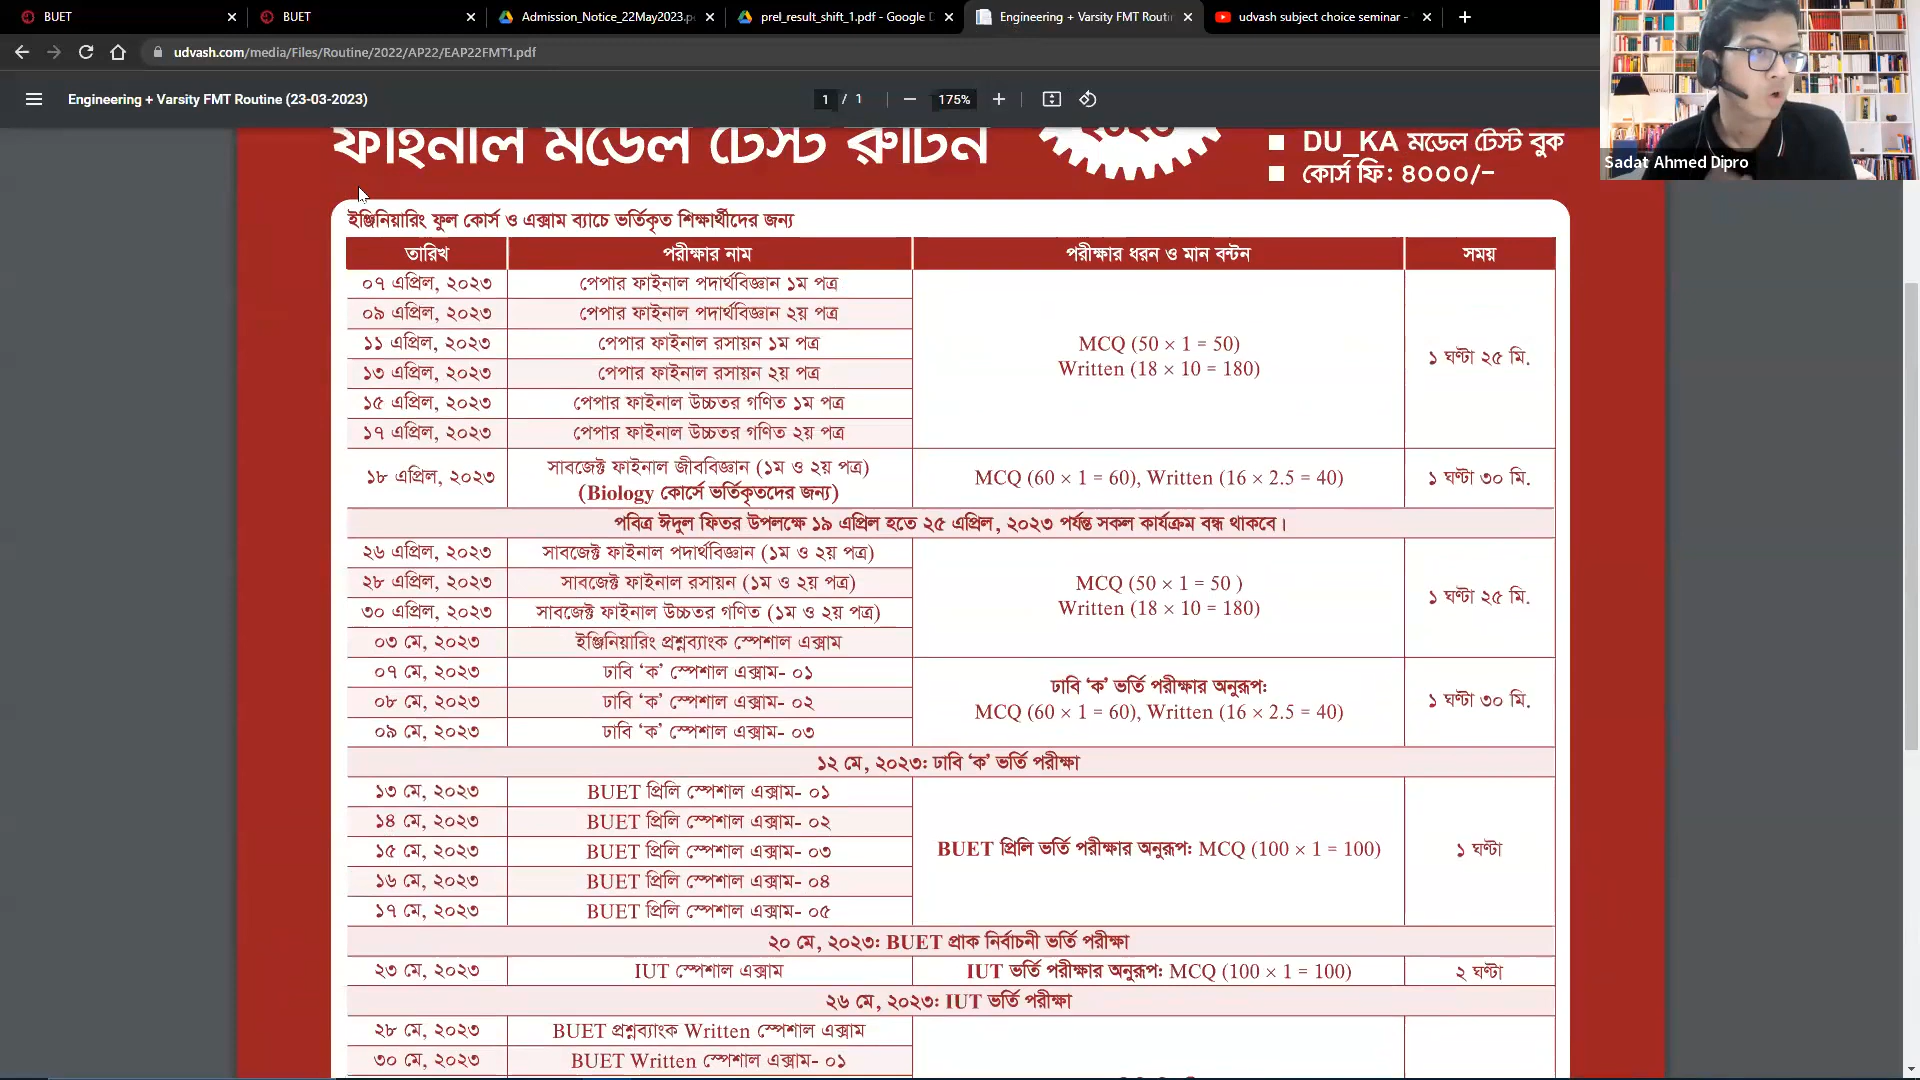 BUET
BUET
Admission_Notice_22May2023.p
prel_result_shift_1.pdf - Google D
Engineering + Varsity FMT Routin
udvash subject choice seminar -
udvash.com/media/Files/Routine/2022/AP22/EAP22FMT1.pdf
Engineering + Varsity FMT Routine (23-03-2023)
1 / 1
175%
Sadat Ahmed Dipro
ফাইনাল মডেল টেস্ট রুটিন
২০২৩
DU_KA মডেল টেস্ট বুক
কোর্স ফি: ৪০০০/-
ইঞ্জিনিয়ারিং ফুল কোর্স ও এক্সাম ব্যাচে ভর্তিকৃত শিক্ষার্থীদের জন্য
তারিখ পরীক্ষার নাম পরীক্ষার ধরন ও মান বন্টন সময়
০৭ এপ্রিল, ২০২৩ পেপার ফাইনাল পদার্থবিজ্ঞান ১ম পত্র
০৯ এপ্রিল, ২০২৩ পেপার ফাইনাল পদার্থবিজ্ঞান ২য় পত্র
১১ এপ্রিল, ২০২৩ পেপার ফাইনাল রসায়ন ১ম পত্র
১৩ এপ্রিল, ২০২৩ পেপার ফাইনাল রসায়ন ২য় পত্র
১৫ এপ্রিল, ২০২৩ পেপার ফাইনাল উচ্চতর গণিত ১ম পত্র
১৭ এপ্রিল, ২০২৩ পেপার ফাইনাল উচ্চতর গণিত ২য় পত্র
MCQ (50 × 1 = 50)
Written (18 × 10 = 180)
১ ঘণ্টা ২৫ মি.
১৮ এপ্রিল, ২০২৩ সাবজেক্ট ফাইনাল জীববিজ্ঞান (১ম ও ২য় পত্র)
(Biology কোর্সে ভর্তিকৃতদের জন্য)
MCQ (60 × 1 = 60), Written (16 × 2.5 = 40) ১ ঘণ্টা ৩০ মি.
পবিত্র ঈদুল ফিতর উপলক্ষে ১৯ এপ্রিল হতে ২৫ এপ্রিল, ২০২৩ পর্যন্ত সকল কার্যক্রম বন্ধ থাকবে।
২৬ এপ্রিল, ২০২৩ সাবজেক্ট ফাইনাল পদার্থবিজ্ঞান (১ম ও ২য় পত্র)
২৮ এপ্রিল, ২০২৩ সাবজেক্ট ফাইনাল রসায়ন (১ম ও ২য় পত্র)
৩০ এপ্রিল, ২০২৩ সাবজেক্ট ফাইনাল উচ্চতর গণিত (১ম ও ২য় পত্র)
০৩ মে, ২০২৩ ইঞ্জিনিয়ারিং প্রশ্নব্যাংক স্পেশাল এক্সাম
MCQ (50 × 1 = 50 )
Written (18 × 10 = 180)
১ ঘণ্টা ২৫ মি.
০৭ মে, ২০২৩ ঢাবি ‘ক’ স্পেশাল এক্সাম- ০১
০৮ মে, ২০২৩ ঢাবি ‘ক’ স্পেশাল এক্সাম- ০২
০৯ মে, ২০২৩ ঢাবি ‘ক’ স্পেশাল এক্সাম- ০৩
ঢাবি ‘ক’ ভর্তি পরীক্ষার অনুরূপ:
MCQ (60 × 1 = 60), Written (16 × 2.5 = 40)
১ ঘণ্টা ৩০ মি.
১২ মে, ২০২৩: ঢাবি ‘ক’ ভর্তি পরীক্ষা
১৩ মে, ২০২৩ BUET প্রিলি স্পেশাল এক্সাম- ০১
১৪ মে, ২০২৩ BUET প্রিলি স্পেশাল এক্সাম- ০২
১৫ মে, ২০২৩ BUET প্রিলি স্পেশাল এক্সাম- ০৩
১৬ মে, ২০২৩ BUET প্রিলি স্পেশাল এক্সাম- ০৪
১৭ মে, ২০২৩ BUET প্রিলি স্পেশাল এক্সাম- ০৫
BUET প্রিলি ভর্তি পরীক্ষার অনুরূপ: MCQ (100 × 1 = 100)
১ ঘণ্টা
২০ মে, ২০২৩: BUET প্রাক নির্বাচনী ভর্তি পরীক্ষা
২৩ মে, ২০২৩ IUT স্পেশাল এক্সাম IUT ভর্তি পরীক্ষার অনুরূপ: MCQ (100 × 1 = 100) ২ ঘণ্টা
২৬ মে, ২০২৩: IUT ভর্তি পরীক্ষা
২৮ মে, ২০২৩ BUET প্রশ্নব্যাংক Written স্পেশাল এক্সাম
৩০ মে, ২০২৩ BUET Written স্পেশাল এক্সাম- ০১